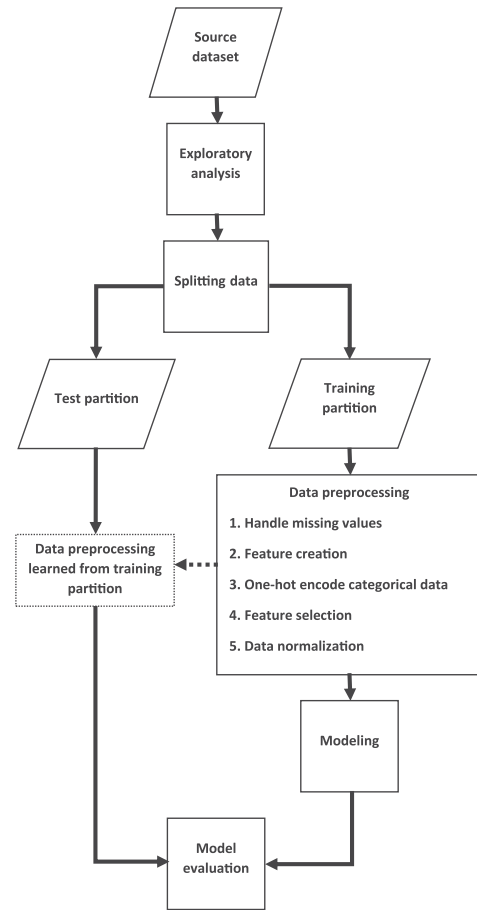 Source
dataset
Exploratory
analysis
Splitting data
Test partition
Training
partition
Data preprocessing
1. Handle missing values
2. Feature creation
3. One-hot encode categorical data
4. Feature selection
5. Data normalization
Data preprocessing
learned from training
partition
Modeling
Model
evaluation